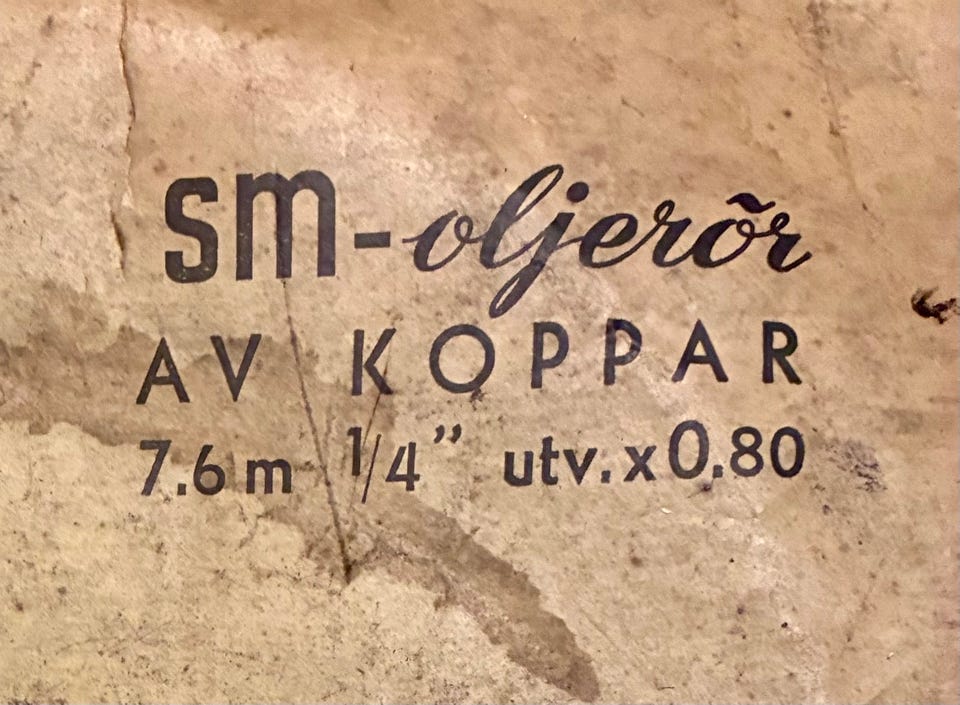 sm-oljerör
AV KOPPAR
7.6 m 1/4" utv. x 0.80